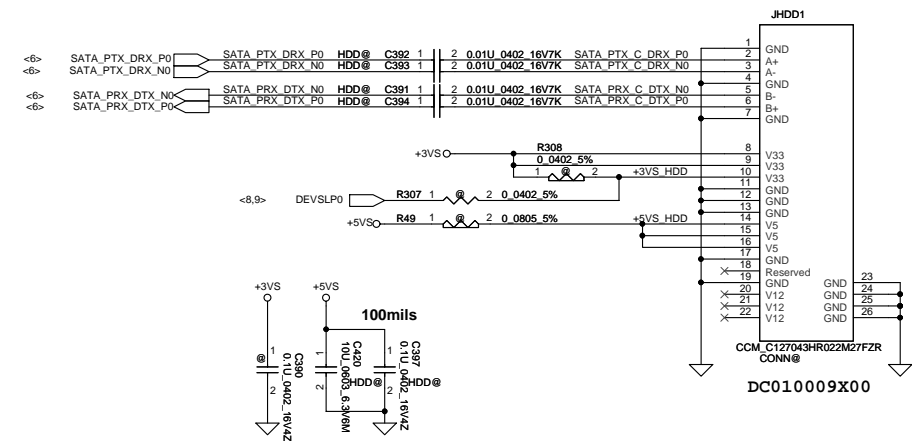 JHDD1
<6> SATA_PTX_DRX_P0 SATA_PTX_DRX_P0 HDD@ C392 1 2 0.01U_0402_16V7K SATA_PTX_C_DRX_P0
<6> SATA_PTX_DRX_N0 SATA_PTX_DRX_N0 HDD@ C393 1 2 0.01U_0402_16V7K SATA_PTX_C_DRX_N0
<6> SATA_PRX_DTX_N0 SATA_PRX_DTX_N0 HDD@ C391 1 2 0.01U_0402_16V7K SATA_PRX_C_DTX_N0
<6> SATA_PRX_DTX_P0 SATA_PRX_DTX_P0 HDD@ C394 1 2 0.01U_0402_16V7K SATA_PRX_C_DTX_P0
1 GND
2 A+
3 A-
4 GND
5 B-
6 B+
7 GND
+3VS R308
0_0402_5%
1 @ 2 +3VS_HDD
<8,9> DEVSLP0 R307 1 @ 2 0_0402_5%
+5VS R49 1 @ 2 0_0805_5% +5VS_HDD
8 V33
9 V33
10 V33
11 GND
12 GND
13 GND
14 V5
15 V5
16 V5
17 GND
18 Reserved
19 GND
20 V12
21 V12
22 V12
GND 23
GND 24
GND 25
GND 26
CCM_C127043HR022M27FZR
CONN@
DC010009X00
+3VS
+5VS
100mils
1
@
2
C390
0.1U_0402_16V4Z
1
2
C420
10U_0603_6.3V6M
HDD@
1
2
C397
0.1U_0402_16V4Z
HDD@